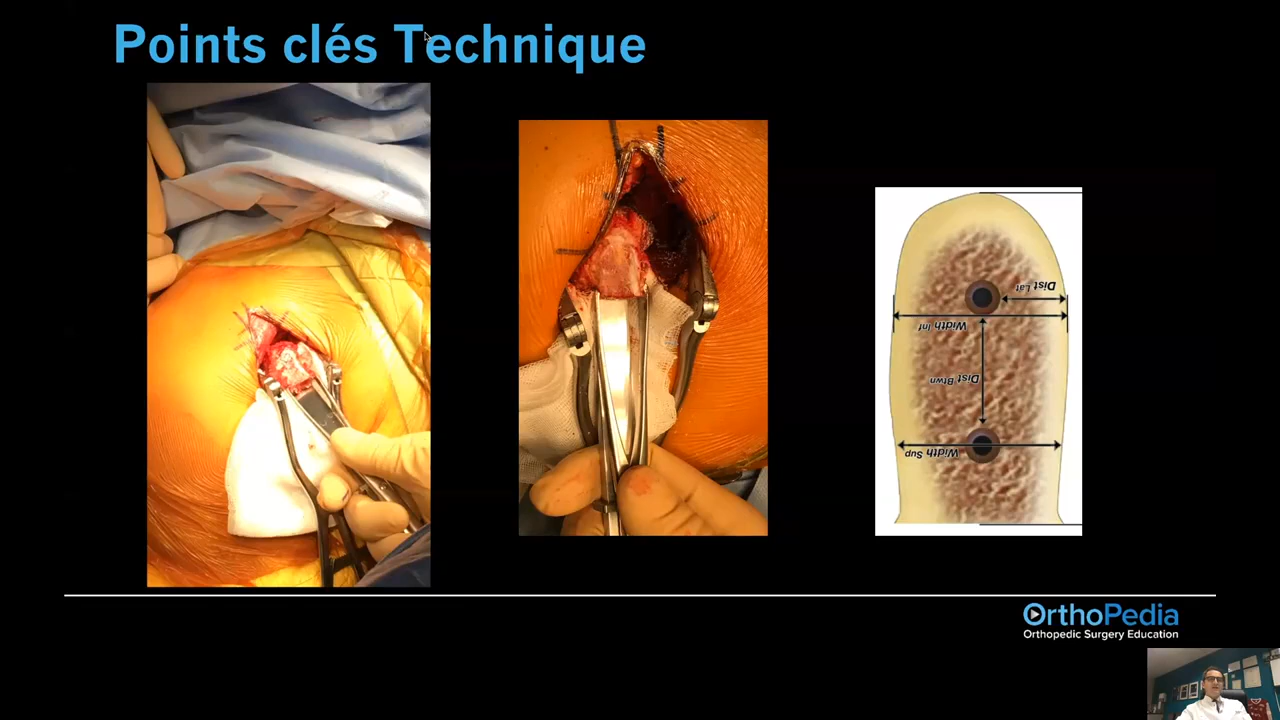 Points clés Technique
Dist Lat
Width Inf
Dist Btwn
Width Sup
OrthoPedia
Orthopedic Surgery Education